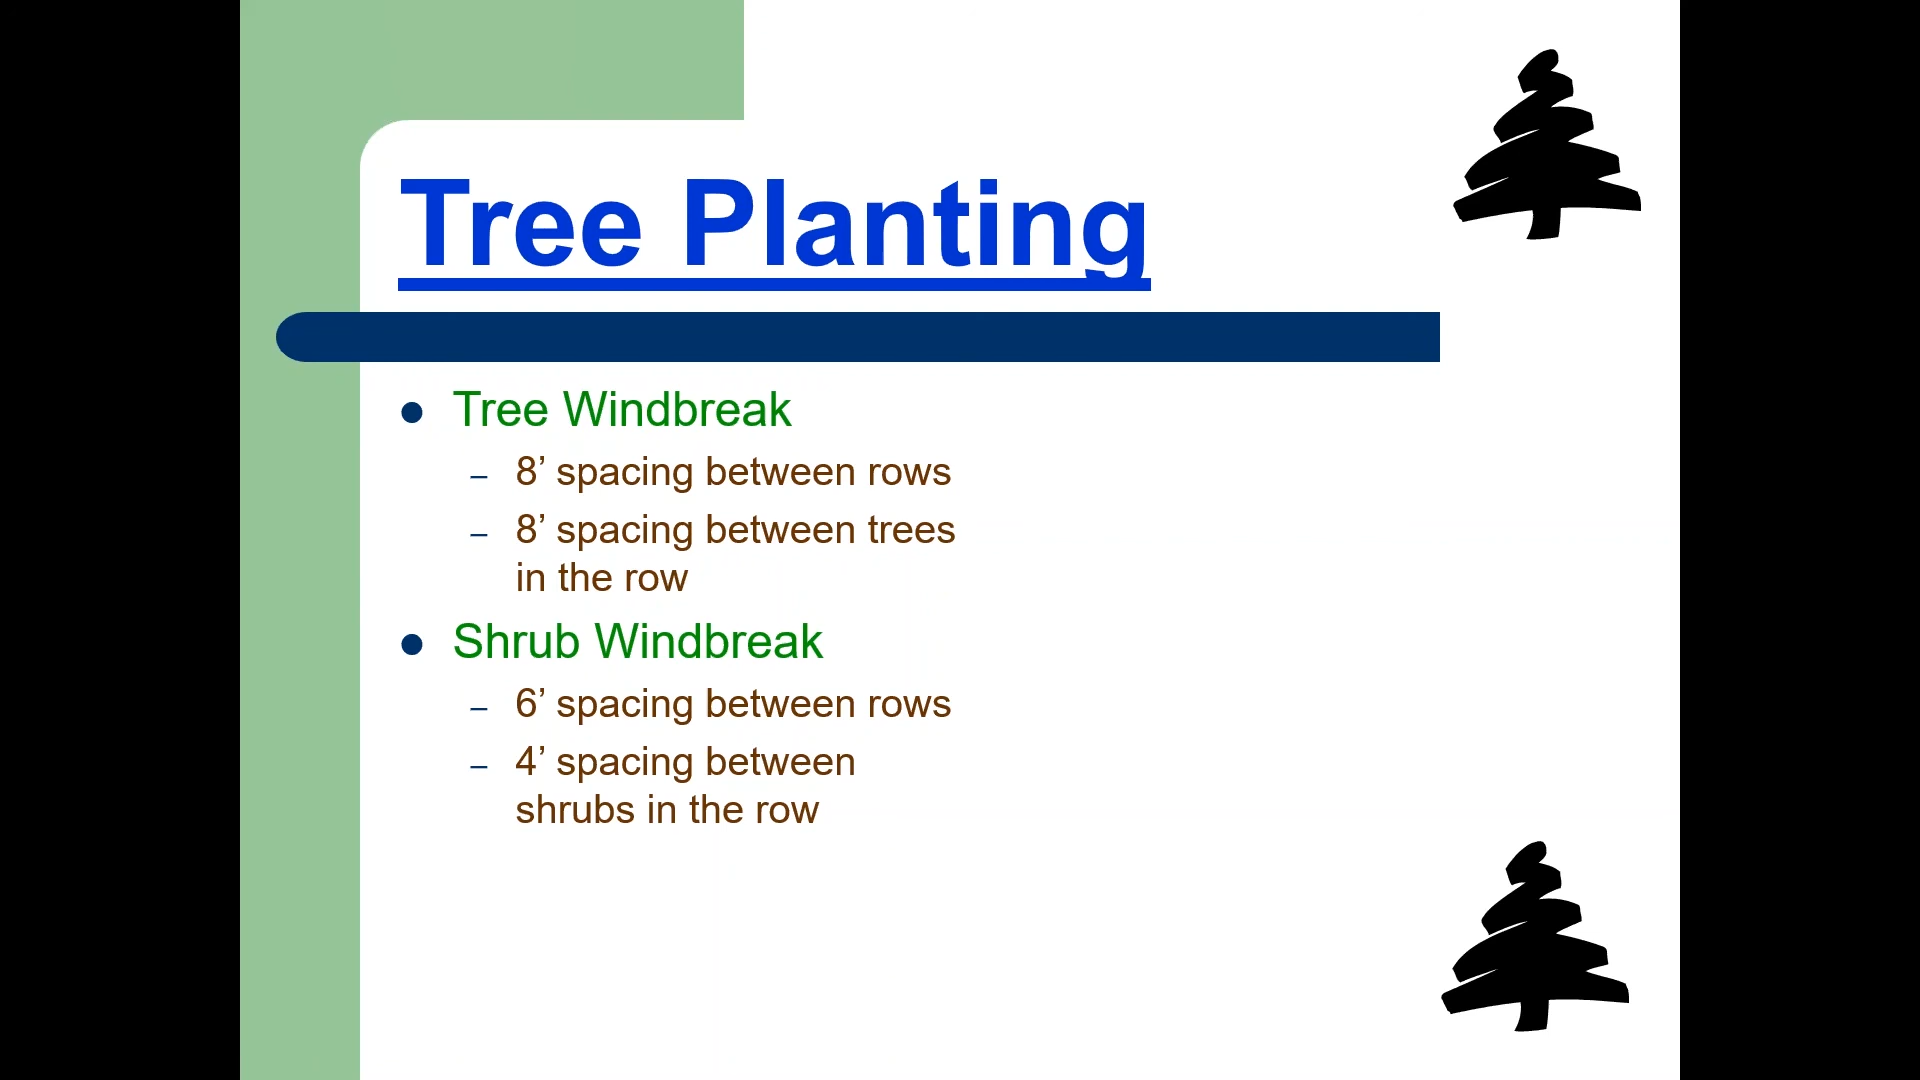 Tree Planting
Tree Windbreak
– 8’ spacing between rows
– 8’ spacing between trees
in the row
Shrub Windbreak
– 6’ spacing between rows
– 4’ spacing between
shrubs in the row